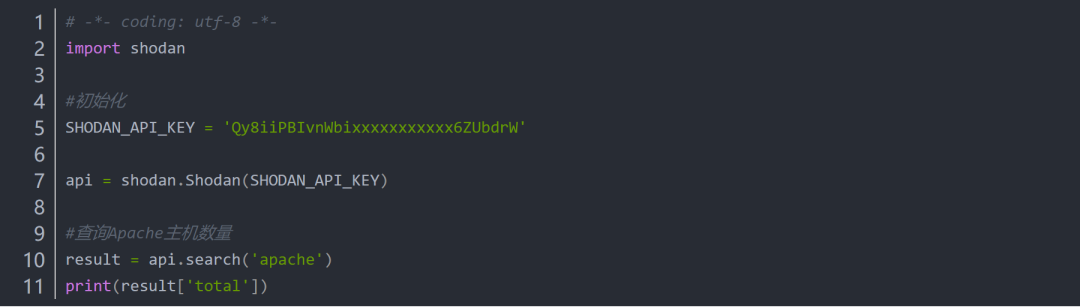 1 # -*- coding: utf-8 -*-
2 import shodan
3
4 #初始化
5 SHODAN_API_KEY = 'Qy8iiPBIvnWbixxxxxxxxxxx6ZUbdrW'
6
7 api = shodan.Shodan(SHODAN_API_KEY)
8
9 #查询Apache主机数量
10 result = api.search('apache')
11 print(result['total'])